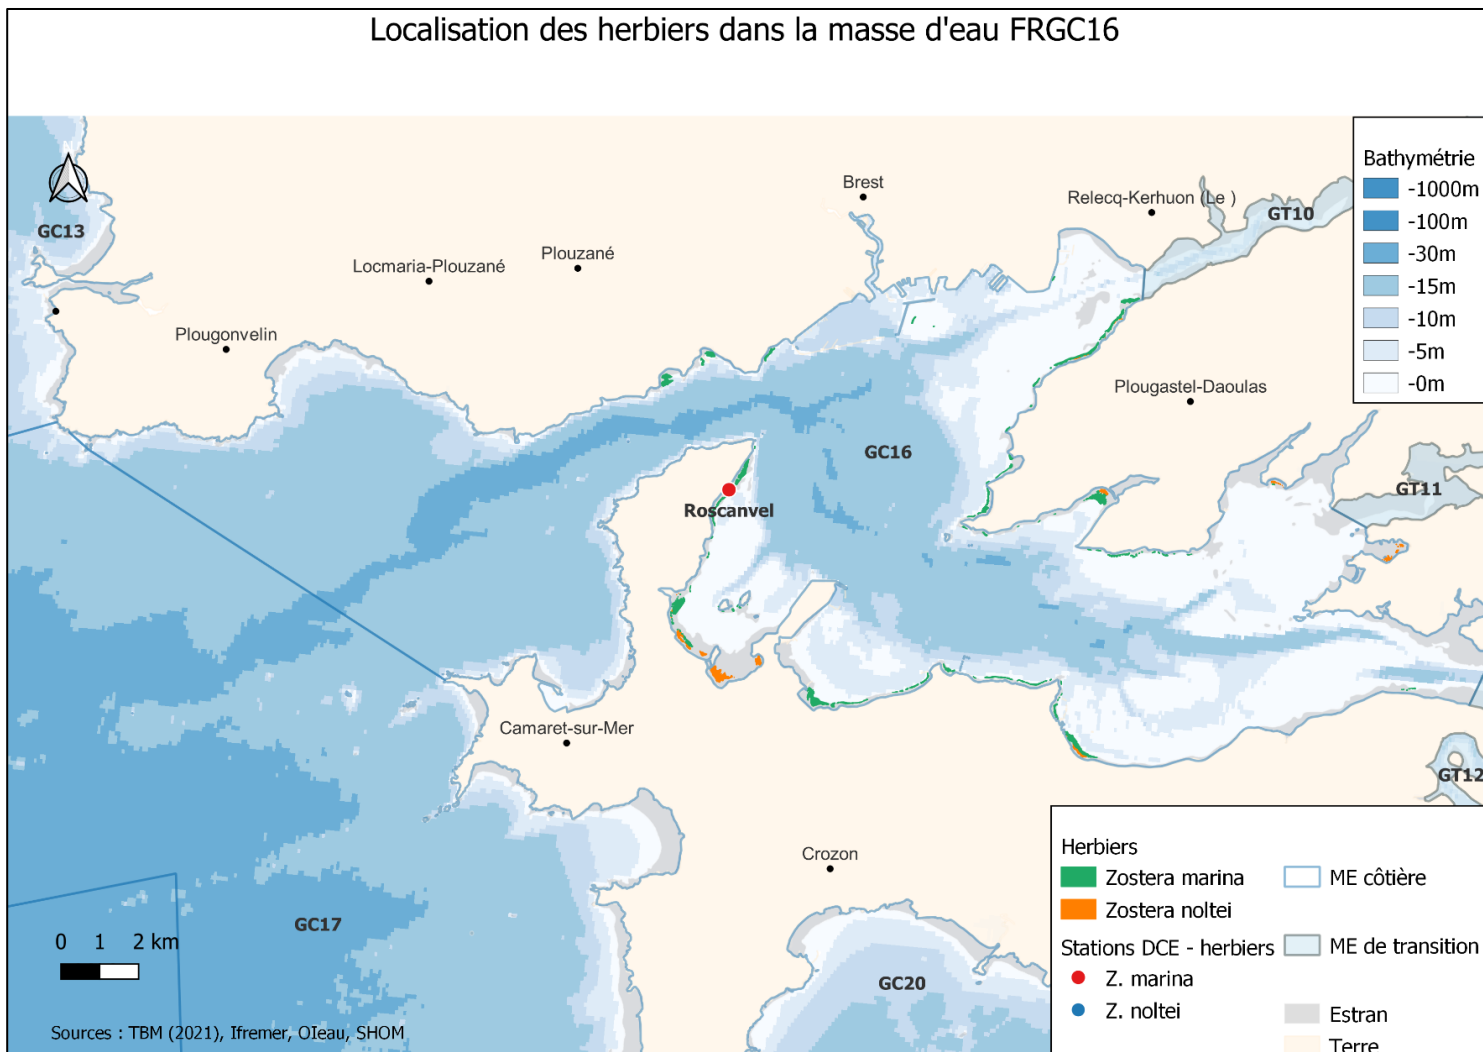 Localisation des herbiers dans la masse d'eau FRGC16
Bathymétrie
-1000m
-100m
-30m
-15m
-10m
-5m
-0m
Brest
Relecq-Kerhuon (Le )
GT10
GC13
Plouzané
Locmaria-Plouzané
Plougonvelin
Plougastel-Daoulas
GC16
GT11
Roscanvel
Camaret-sur-Mer
GT12
Crozon
GC17
GC20
0 1 2 km
Sources : TBM (2021), Ifremer, OIeau, SHOM
Herbiers
Zostera marina
Zostera noltei
Stations DCE - herbiers
Z. marina
Z. noltei
ME côtière
ME de transition
Estran
Terre